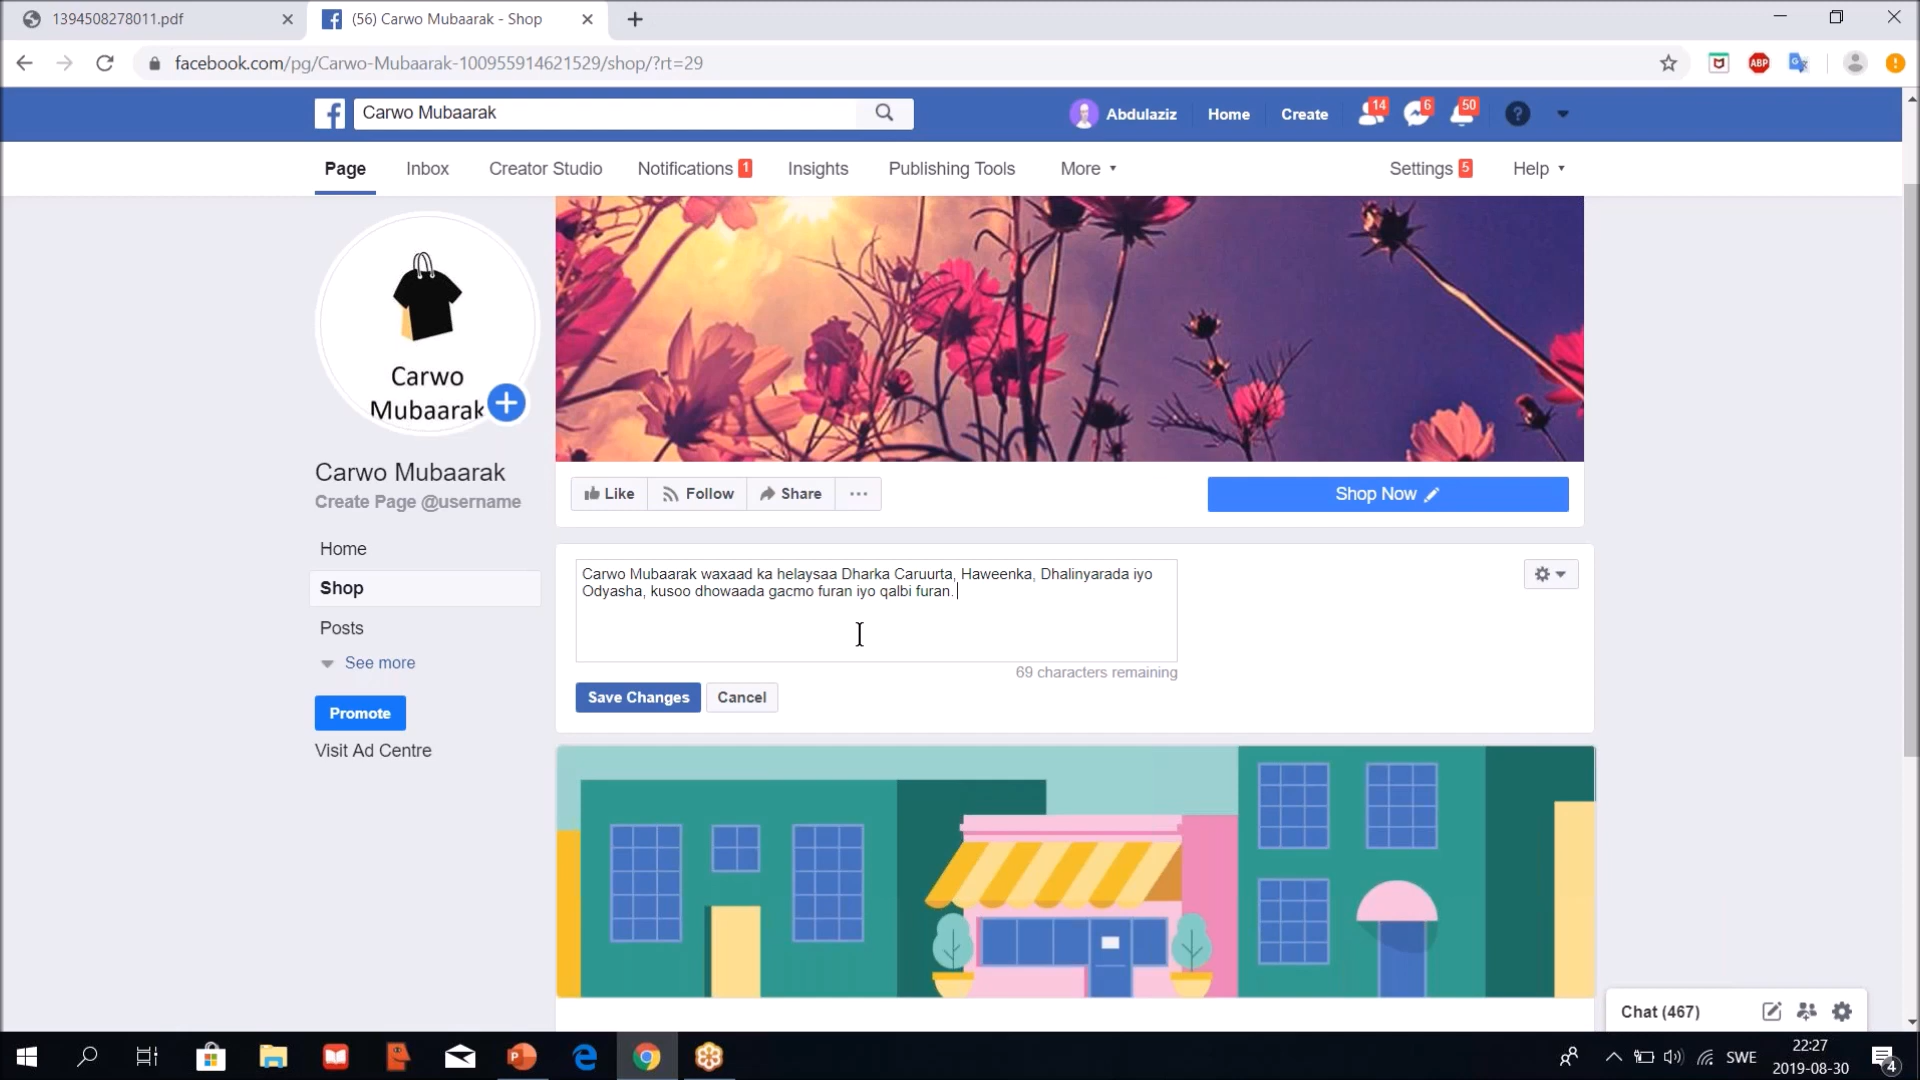 1394508278011.pdf
(56) Carwo Mubaarak - Shop
facebook.com/pg/Carwo-Mubaarak-100955914621529/shop/?rt=29
ABP
Carwo Mubaarak
Abdulaziz
Home
Create
14
6
50
Page
Inbox
Creator Studio
Notifications 1
Insights
Publishing Tools
More
Settings 5
Help
Carwo
Mubaarak
Carwo Mubaarak
Create Page @username
Home
Shop
Posts
See more
Promote
Visit Ad Centre
Like
Follow
Share
Shop Now
Carwo Mubaarak waxaad ka helaysaa Dharka Caruurta, Haweenka, Dhalinyarada iyo
Odyasha, kusoo dhowaada gacmo furan iyo qalbi furan.
69 characters remaining
Save Changes
Cancel
Chat (467)
SWE
22:27
2019-08-30
4